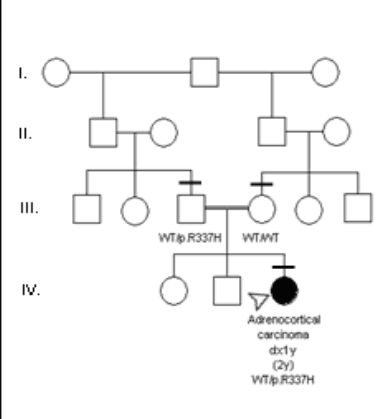 I.
II.
III.
WT/p.R337H WT/WT
IV.
Adrenocortical
carcinoma
dx1y
(2y)
WT/p.R337H